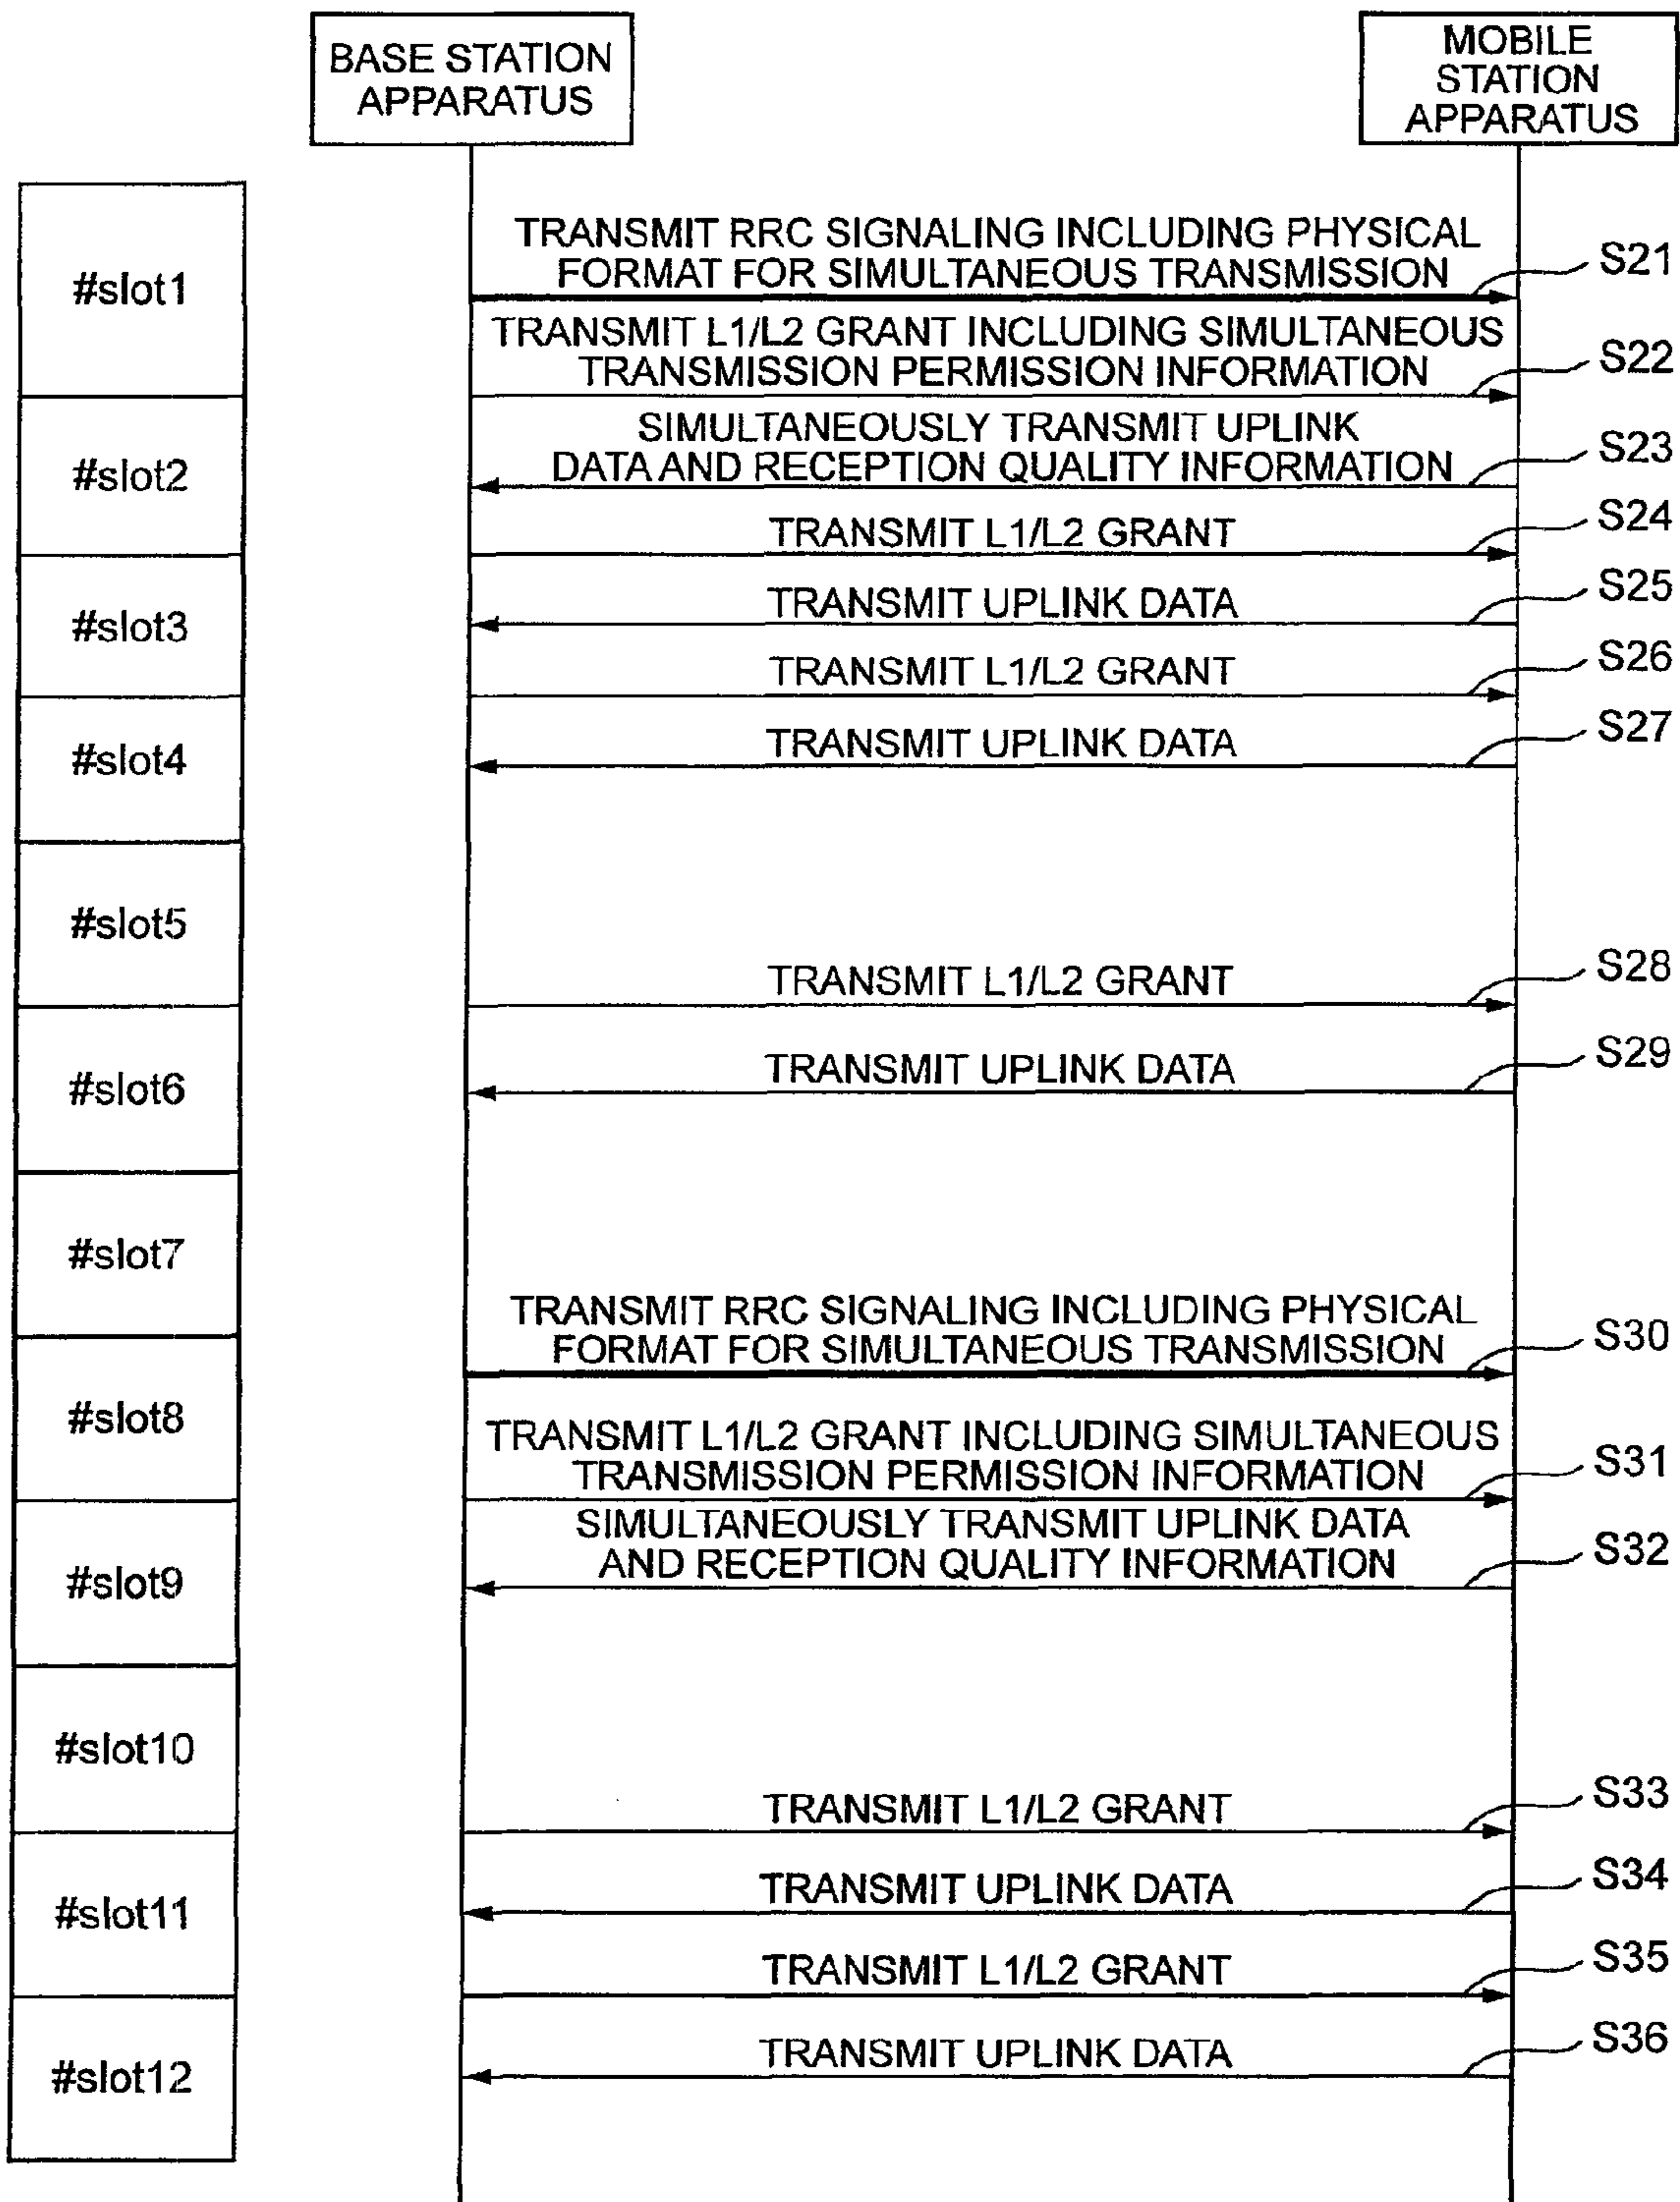 BASE STATION
APPARATUS
MOBILE
STATION
APPARATUS
#slot1
TRANSMIT RRC SIGNALING INCLUDING PHYSICAL
FORMAT FOR SIMULTANEOUS TRANSMISSION
S21
TRANSMIT L1/L2 GRANT INCLUDING SIMULTANEOUS
TRANSMISSION PERMISSION INFORMATION
S22
#slot2
SIMULTANEOUSLY TRANSMIT UPLINK
DATA AND RECEPTION QUALITY INFORMATION
S23
TRANSMIT L1/L2 GRANT
S24
#slot3
TRANSMIT UPLINK DATA
S25
TRANSMIT L1/L2 GRANT
S26
#slot4
TRANSMIT UPLINK DATA
S27
#slot5
TRANSMIT L1/L2 GRANT
S28
#slot6
TRANSMIT UPLINK DATA
S29
#slot7
TRANSMIT RRC SIGNALING INCLUDING PHYSICAL
FORMAT FOR SIMULTANEOUS TRANSMISSION
S30
#slot8
TRANSMIT L1/L2 GRANT INCLUDING SIMULTANEOUS
TRANSMISSION PERMISSION INFORMATION
S31
#slot9
SIMULTANEOUSLY TRANSMIT UPLINK DATA
AND RECEPTION QUALITY INFORMATION
S32
#slot10
TRANSMIT L1/L2 GRANT
S33
#slot11
TRANSMIT UPLINK DATA
S34
TRANSMIT L1/L2 GRANT
S35
#slot12
TRANSMIT UPLINK DATA
S36